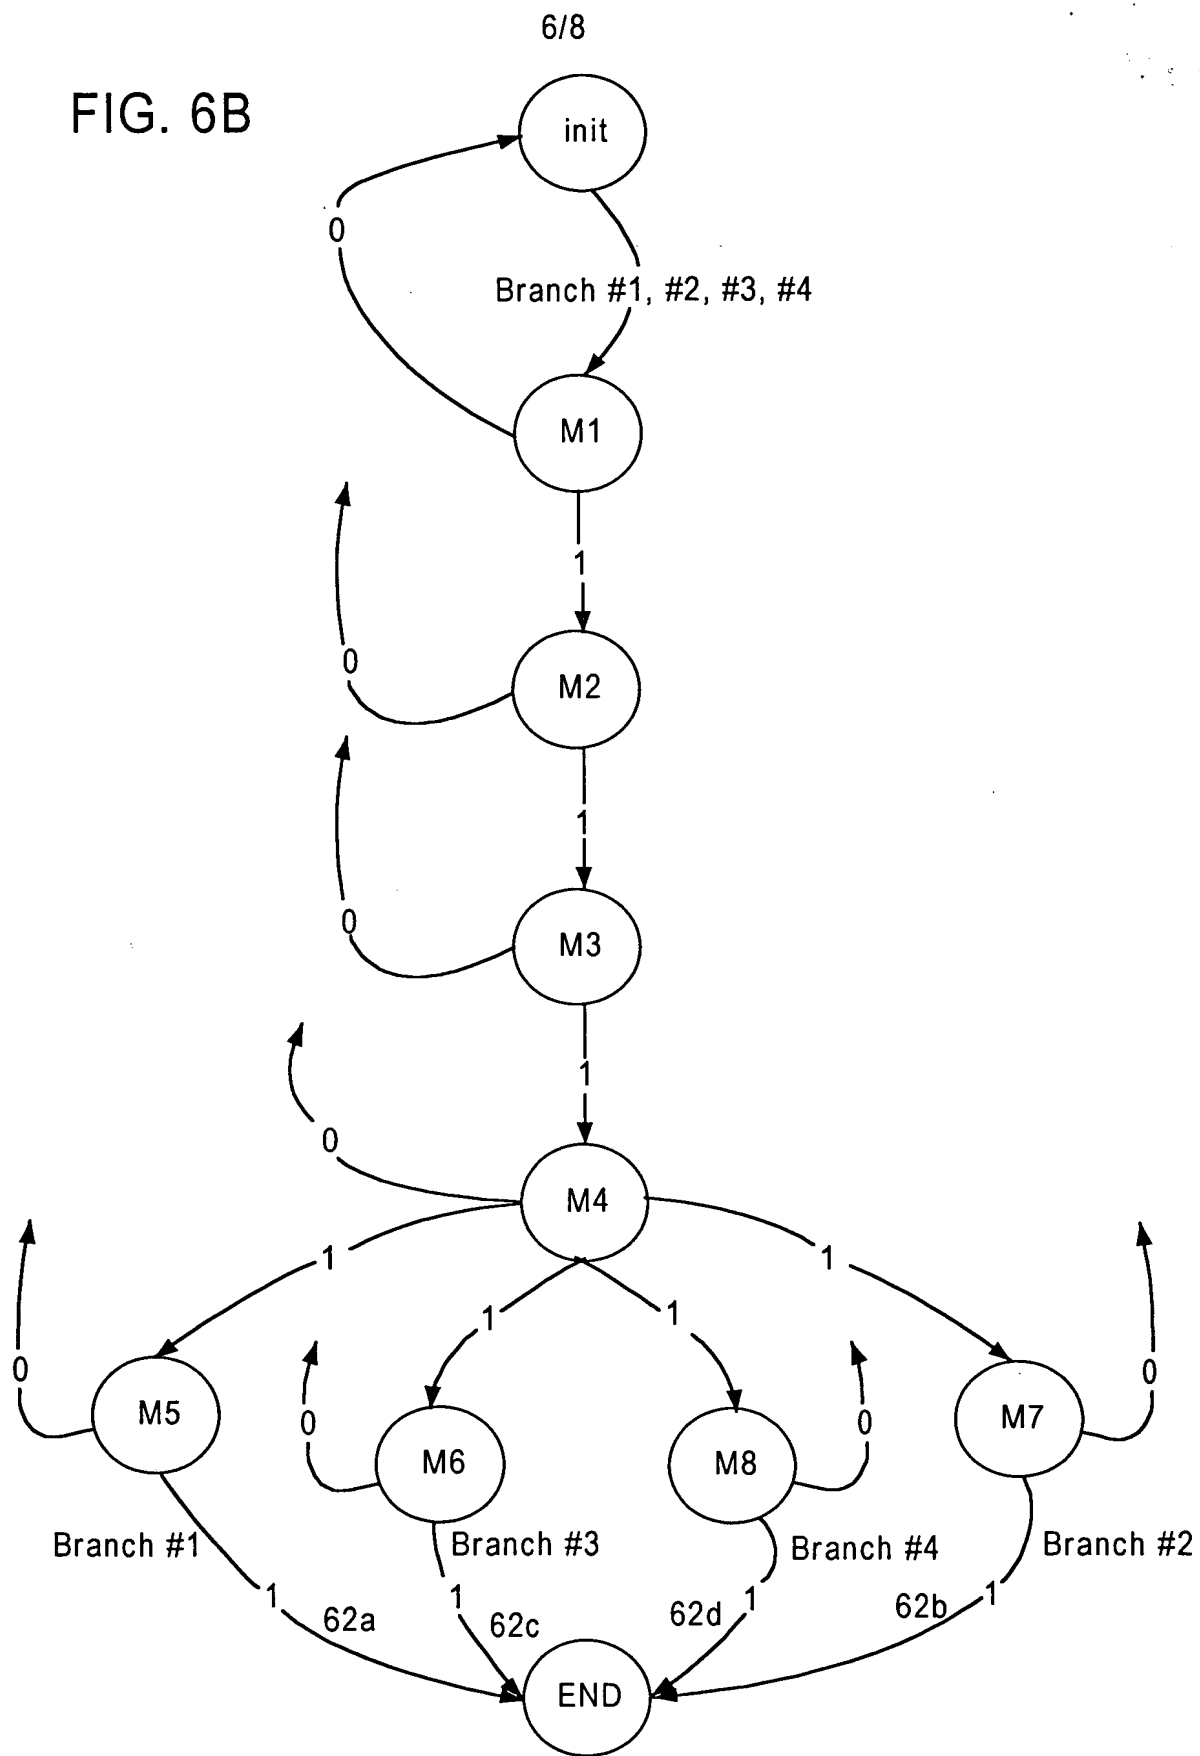 6/8
FIG. 6B
init
0
Branch #1, #2, #3, #4
M1
1
0
M2
1
0
M3
1
0
M4
1
1
1
1
0
M5
0
M6
M8
0
M7
0
Branch #1
Branch #3
Branch #4
Branch #2
1
62a
1
62c
62d
1
62b
1
END